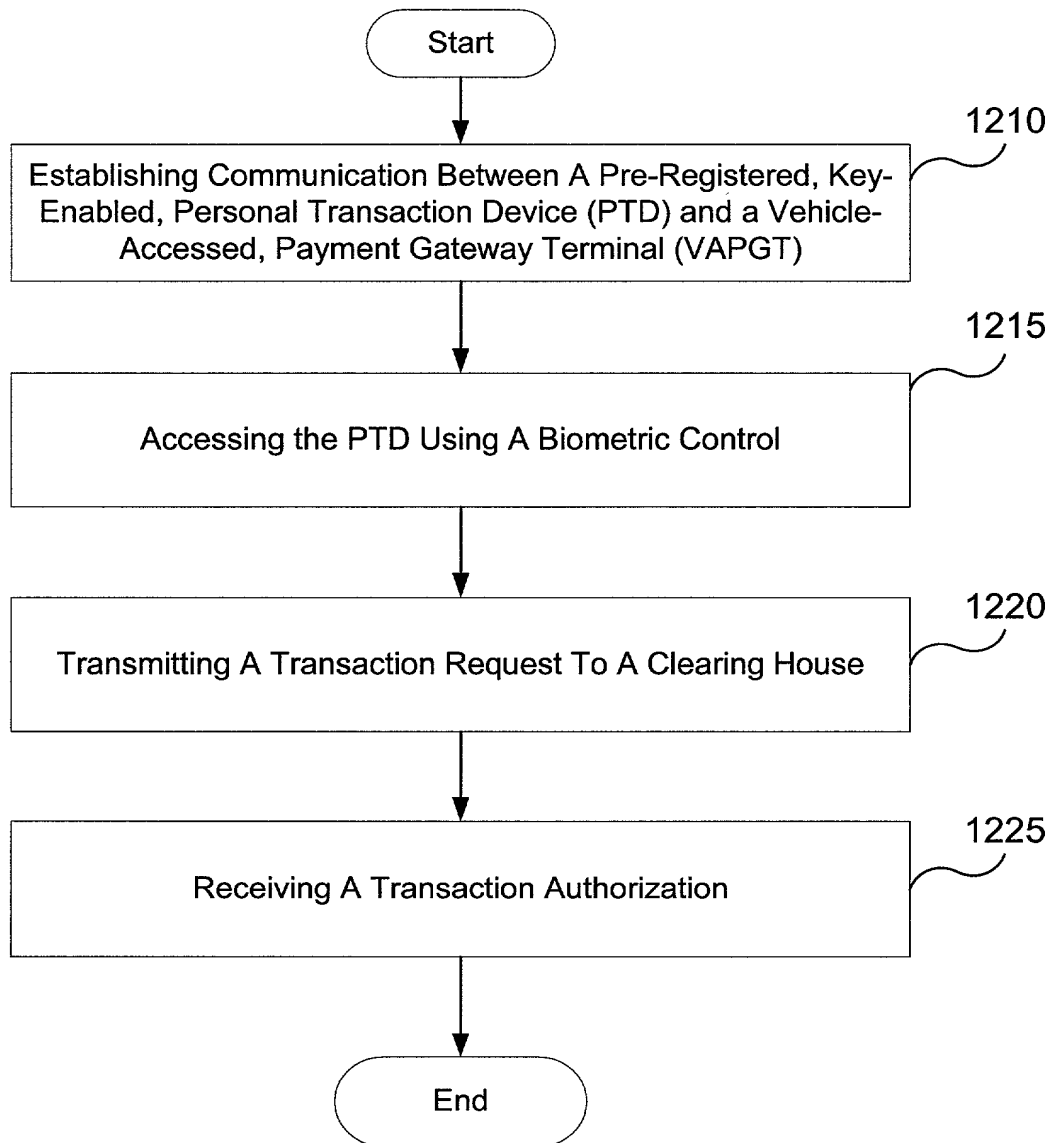 Start
1210
Establishing Communication Between A Pre-Registered, Key-
Enabled, Personal Transaction Device (PTD) and a Vehicle-
Accessed, Payment Gateway Terminal (VAPGT)
1215
Accessing the PTD Using A Biometric Control
1220
Transmitting A Transaction Request To A Clearing House
1225
Receiving A Transaction Authorization
End